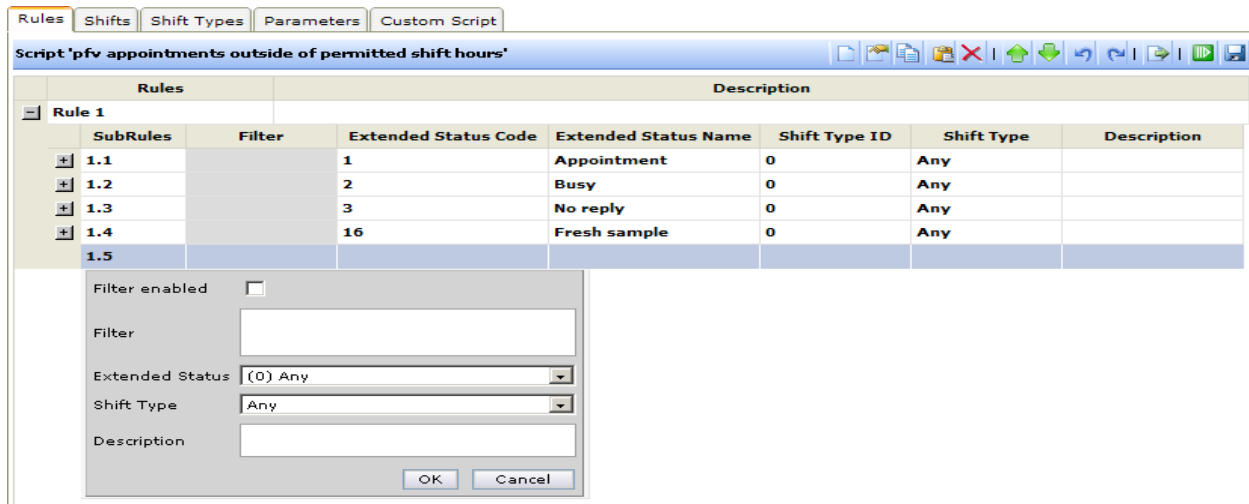 Rules Shifts Shift Types Parameters Custom Script
Script 'pfv appointments outside of permitted shift hours'
Rules Description
Rule 1
SubRules Filter Extended Status Code Extended Status Name Shift Type ID Shift Type Description
1.1 1 Appointment 0 Any
1.2 2 Busy 0 Any
1.3 3 No reply 0 Any
1.4 16 Fresh sample 0 Any
1.5
Filter enabled
Filter
Extended Status (0) Any
Shift Type Any
Description
OK Cancel